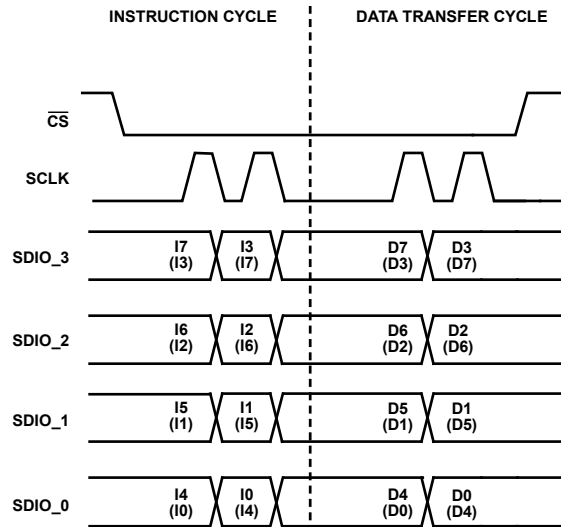 INSTRUCTION CYCLE DATA TRANSFER CYCLE
CS
SCLK
SDIO_3
I7 I3 D7 D3
(I3) (I7) (D3) (D7)
SDIO_2
I6 I2 D6 D2
(I2) (I6) (D2) (D6)
SDIO_1
I5 I1 D5 D1
(I1) (I5) (D1) (D5)
SDIO_0
I4 I0 D4 D0
(I0) (I4) (D0) (D4)